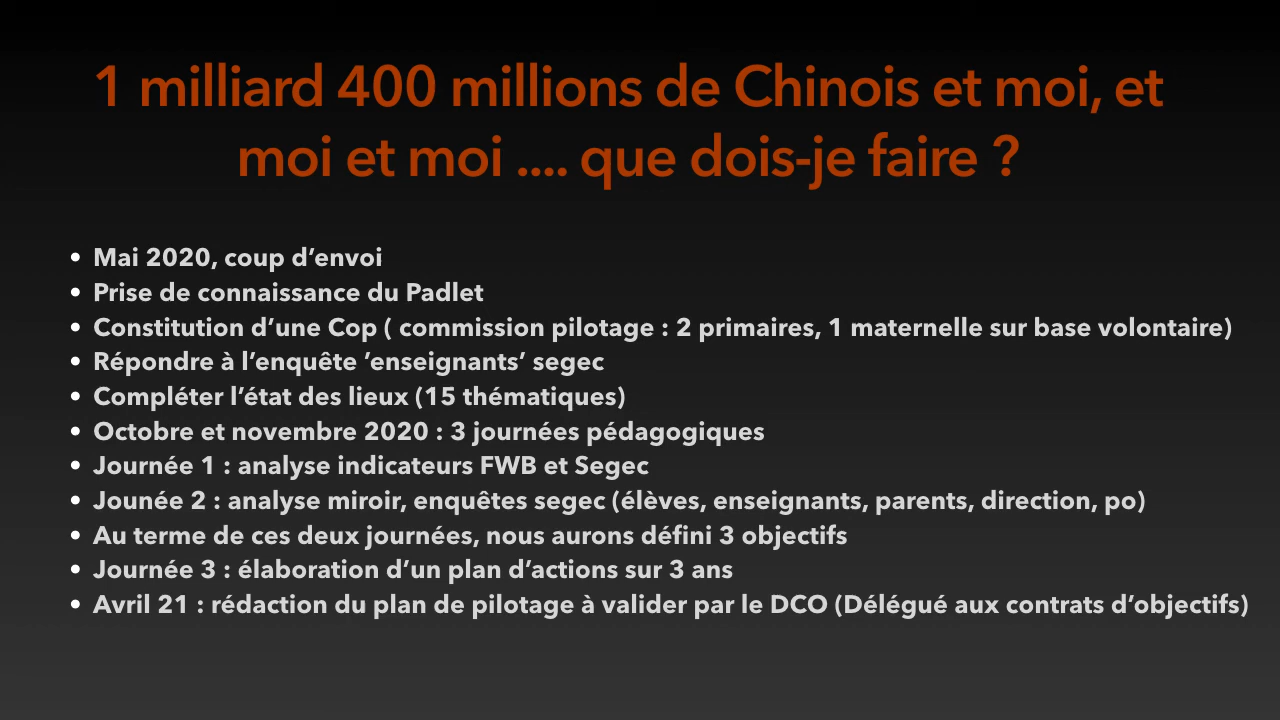 1 milliard 400 millions de Chinois et moi, et
moi et moi .... que dois-je faire ?
• Mai 2020, coup d’envoi
• Prise de connaissance du Padlet
• Constitution d’une Cop ( commission pilotage : 2 primaires, 1 maternelle sur base volontaire)
• Répondre à l’enquête ’enseignants’ segec
• Compléter l’état des lieux (15 thématiques)
• Octobre et novembre 2020 : 3 journées pédagogiques
• Journée 1 : analyse indicateurs FWB et Segec
• Jounée 2 : analyse miroir, enquêtes segec (élèves, enseignants, parents, direction, po)
• Au terme de ces deux journées, nous aurons défini 3 objectifs
• Journée 3 : élaboration d’un plan d’actions sur 3 ans
• Avril 21 : rédaction du plan de pilotage à valider par le DCO (Délégué aux contrats d’objectifs)